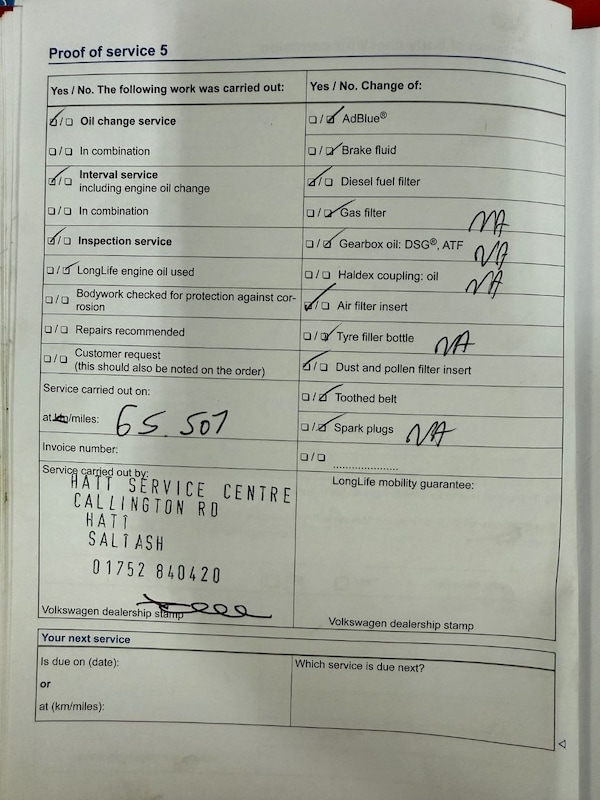 Proof of service 5
Yes / No. The following work was carried out:
☑/☐ Oil change service
☐/☐ In combination
☑/☐ Interval service
including engine oil change
☐/☐ In combination
☑/☐ Inspection service
☐/☑ LongLife engine oil used
☐/☐ Bodywork checked for protection against cor-
rosion
☐/☐ Repairs recommended
☐/☐ Customer request
(this should also be noted on the order)
Service carried out on:
at km/miles: 65.507
Invoice number:
Service carried out by:
HATT SERVICE CENTRE
CALLINGTON RD
HATT
SALTASH
01752 840420
Volkswagen dealership stamp
Yes / No. Change of:
☐/☑ AdBlue®
☐/☑ Brake fluid
☑/☐ Diesel fuel filter
☐/☑ Gas filter NA
☐/☑ Gearbox oil: DSG®, ATF NA
☐/☐ Haldex coupling: oil NA
☑/☐ Air filter insert
☐/☑ Tyre filler bottle NA
☑/☐ Dust and pollen filter insert
☐/☑ Toothed belt
☐/☑ Spark plugs NA
☐/☐ ....................
LongLife mobility guarantee:
Volkswagen dealership stamp
Your next service
Is due on (date):
or
at (km/miles):
Which service is due next?